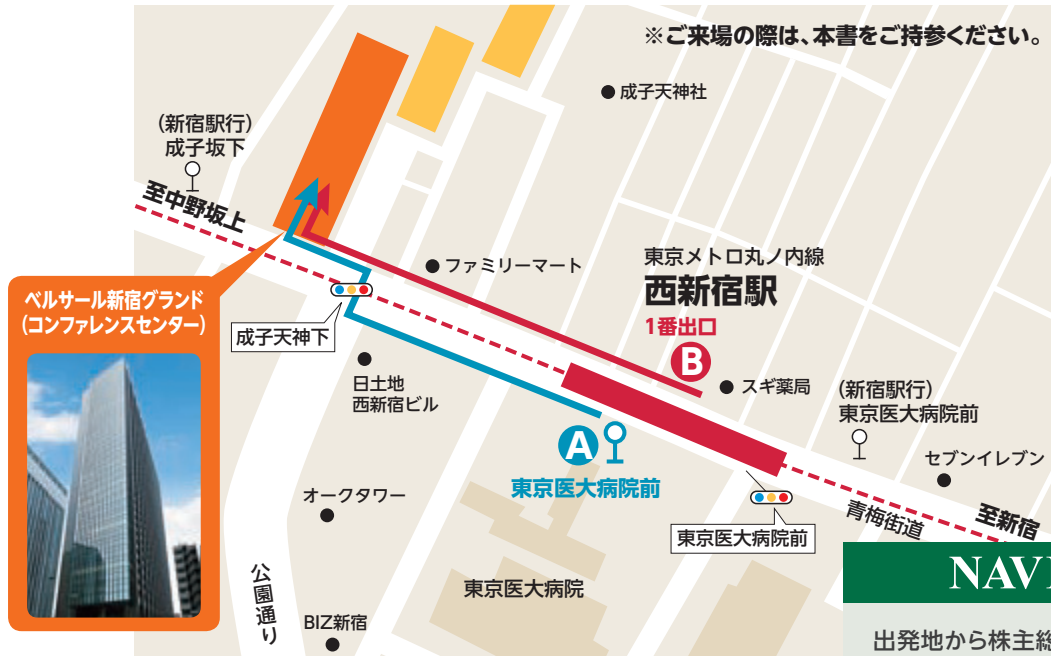 ※ご来場の際は、本書をご持参ください。
成子天神社
(新宿駅行)
成子坂下
至中野坂上
ファミリーマート
東京メトロ丸ノ内線
西新宿駅
1番出口
B
ベルサール新宿グランド
(コンファレンスセンター)
成子天神下
日土地
西新宿ビル
スギ薬局
(新宿駅行)
東京医大病院前
A
東京医大病院前
セブンイレブン
オークタワー
東京医大病院前
青梅街道
至新宿
公園通り
東京医大病院
BIZ新宿
NAV
出発地から株主総